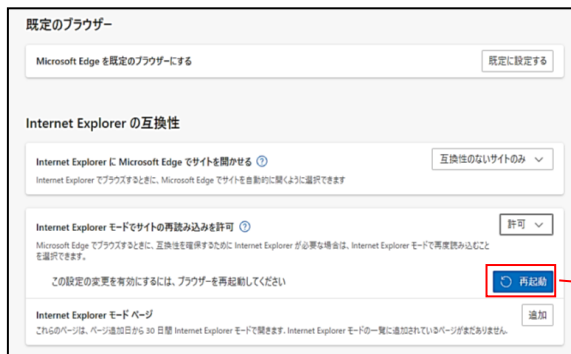 既定のブラウザー
Microsoft Edge を既定のブラウザーにする
既定に設定する
Internet Explorer の互換性
Internet Explorer に Microsoft Edge でサイトを開かせる
互換性のないサイトのみ
Internet Explorer でブラウズするときに、Microsoft Edge でサイトを自動的に開くように選択できます
Internet Explorer モードでサイトの再読み込みを許可
許可
Microsoft Edge でブラウズするときに、互換性を確保するために Internet Explorer が必要な場合は、Internet Explorer モードで再度読み込むこと
を選択できます。
この設定の変更を有効にするには、ブラウザーを再起動してください
再起動
Internet Explorer モード ページ
追加
これらのページは、ページ追加日から 30 日間 Internet Explorer モードで開きます. Internet Explorer モードの一覧に追加されているページがまだありません。